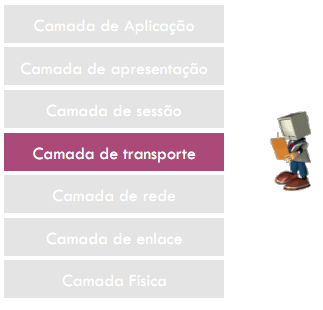 Camada de Aplicação
Camada de apresentação
Camada de sessão
Camada de transporte
Camada de rede
Camada de enlace
Camada Física